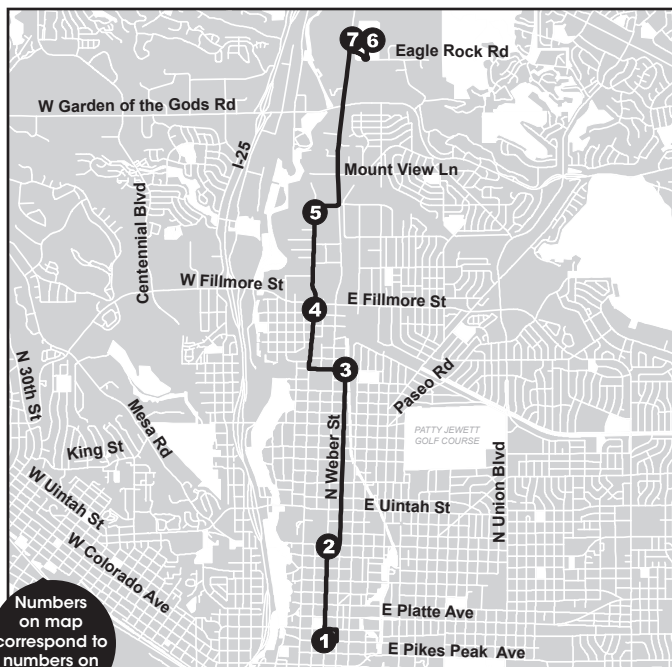 7
6
Eagle Rock Rd
W Garden of the Gods Rd
I-25
Mount View Ln
Centennial Blvd
5
W Fillmore St
E Fillmore St
4
3
N 30th St
Paseo Rd
Mesa Rd
N Weber St
PATTY JEWETT
GOLF COURSE
King St
N Union Blvd
W Uintah St
E Uintah St
2
W Colorado Ave
Numbers
on map
correspond to
numbers on
E Platte Ave
1
E Pikes Peak Ave